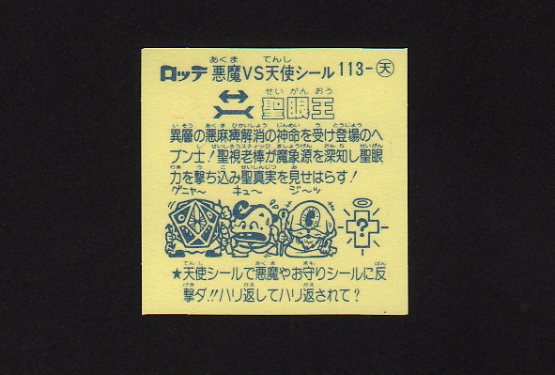 ロッテ 悪魔VS天使シール 113-天
聖眼王
異層の悪麻裨解消の神命を受け登場のヘ
ブン士!聖視老棒が魔象源を深知し聖眼
力を撃ち込み聖真実を見せはらす!
グニャ〜 キュ〜 ジ〜ッ
?
★天使シールで悪魔やお守りシールに反
撃ダ!!ハリ返してハリ返されて?